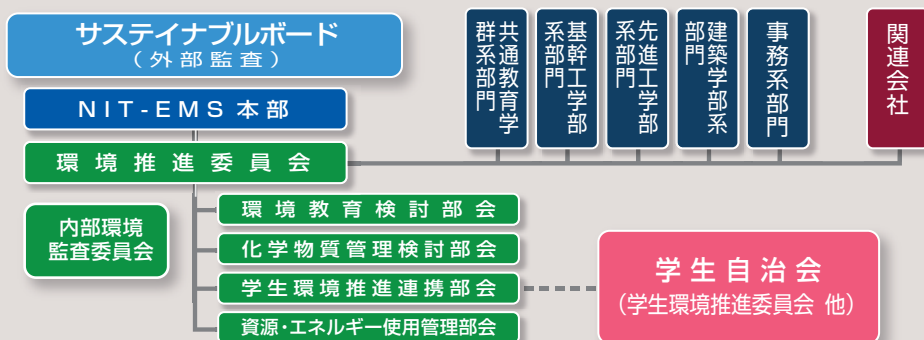 サステイナブルボード
（外部監査）
NIT-EMS 本部
環境推進委員会
内部環境
監査委員会
環境教育検討部会
化学物質管理検討部会
学生環境推進連携部会
資源・エネルギー使用管理部会
共通教育学
群系部門
基幹工学部
系部門
先進工学部
系部門
建築学部系
部門
事務系部門
関連会社
学生自治会
（学生環境推進委員会 他）